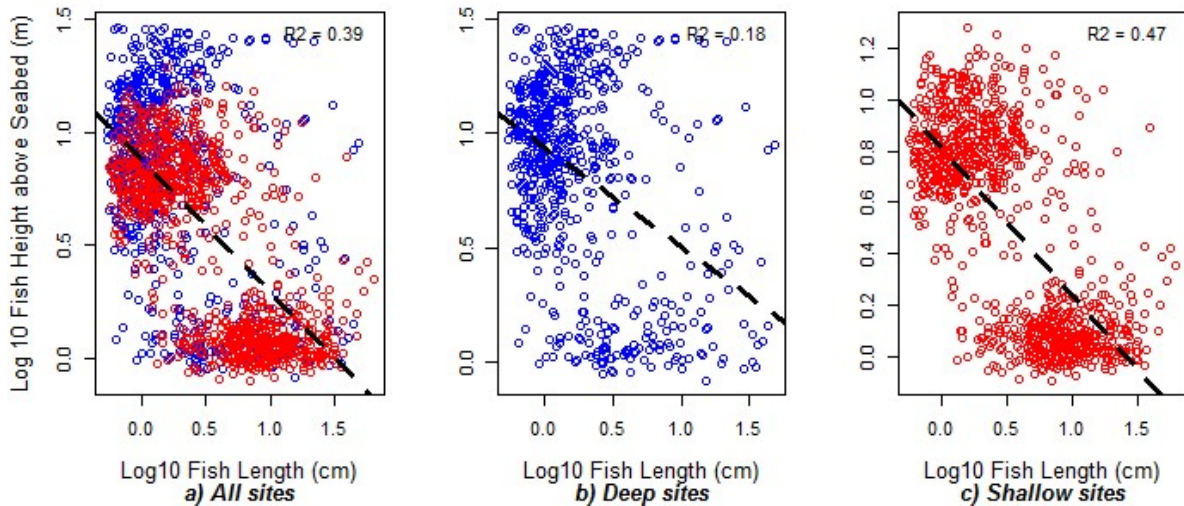 Log 10 Fish Height above Seabed (m)
1.5
1.0
0.5
0.0
R2 = 0.39
0.0 0.5 1.0 1.5
Log10 Fish Length (cm)
a) All sites
1.5
1.0
0.5
0.0
R2 = 0.18
0.0 0.5 1.0 1.5
Log10 Fish Length (cm)
b) Deep sites
1.2
1.0
0.8
0.6
0.4
0.2
0.0
R2 = 0.47
0.0 0.5 1.0 1.5
Log10 Fish Length (cm)
c) Shallow sites